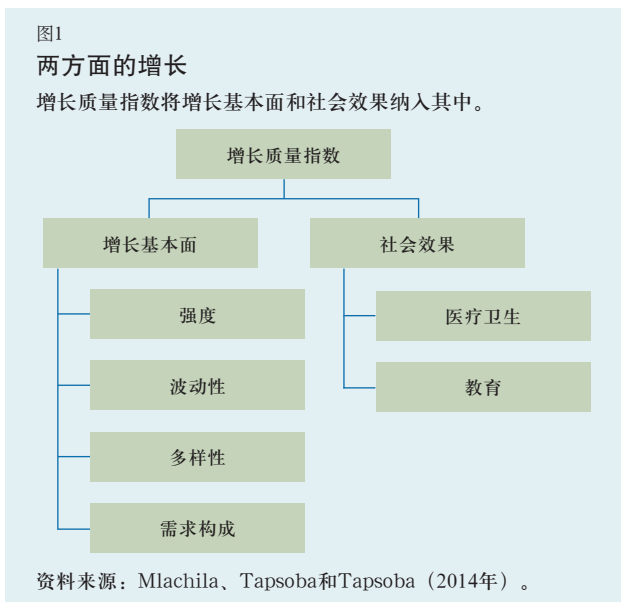 图1
两方面的增长
增长质量指数将增长基本面和社会效果纳入其中。
增长质量指数
增长基本面
社会效果
强度
医疗卫生
波动性
教育
多样性
需求构成
资料来源：Mlachila、Tapsoba和Tapsoba（2014年）。